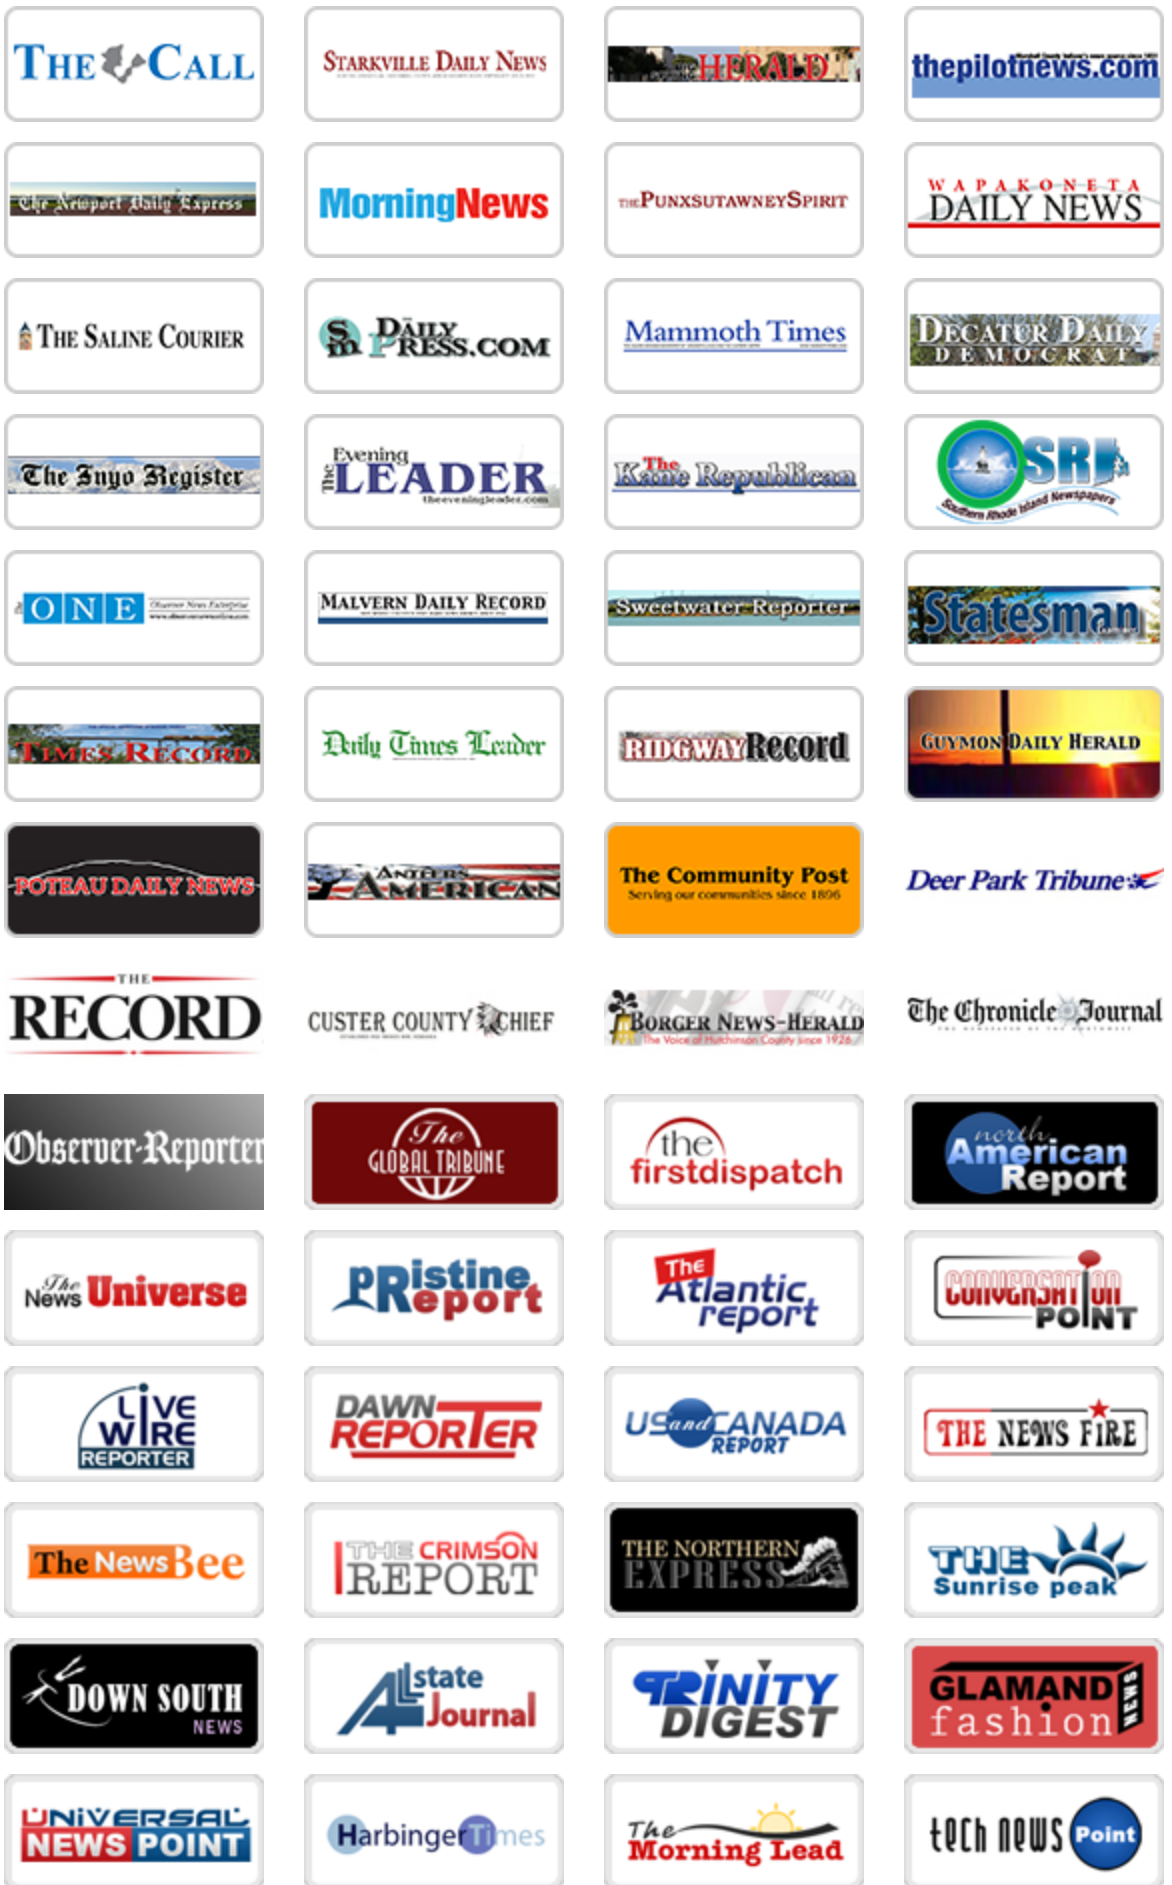 THE CALL
STARKVILLE DAILY NEWS
HERALD
thepilotnews.com
The Newport Daily Express
MorningNews
THE PUNXSUTAWNEY SPIRIT
WAPAKONETA
DAILY NEWS
THE SALINE COURIER
SM DAILY
PRESS.COM
Mammoth Times
DECATUR DAILY
DEMOCRAT
The Inyo Register
The Evening
LEADER
theeveningleader.com
The
Kane Republican
SRI
Southern Rhode Island Newspapers
ONE Observer News Enterprise
MALVERN DAILY RECORD
Sweetwater Reporter
Statesman
TIMES RECORD
Daily Times Leader
RIDGWAY Record
GUYMON DAILY HERALD
POTEAU DAILY NEWS
ANTLERS
AMERICAN
The Community Post
Serving our communities since 1896
Deer Park Tribune
THE
RECORD
CUSTER COUNTY CHIEF
BORGER NEWS-HERALD
The Voice of Hutchinson County since 1926
The Chronicle Journal
Observer-Reporter
The
GLOBAL TRIBUNE
the
firstdispatch
north
American
Report
The
News Universe
PRistine
Report
The
Atlantic
report
CONVERSATION
POINT
LIVE
WIRE
REPORTER
DAWN
REPORTER
US and CANADA
REPORT
THE NEWS FiRE
The News Bee
THE CRIMSON
REPORT
THE NORTHERN
EXPRESS
THE
Sunrise peak
DOWN SOUTH
NEWS
ALL state
Journal
TRINITY
DIGEST
GLAMAND
fashion
NEWS
UNiVERSAL
NEWS POINT
HarbingerTimes
The
Morning Lead
tech news Point